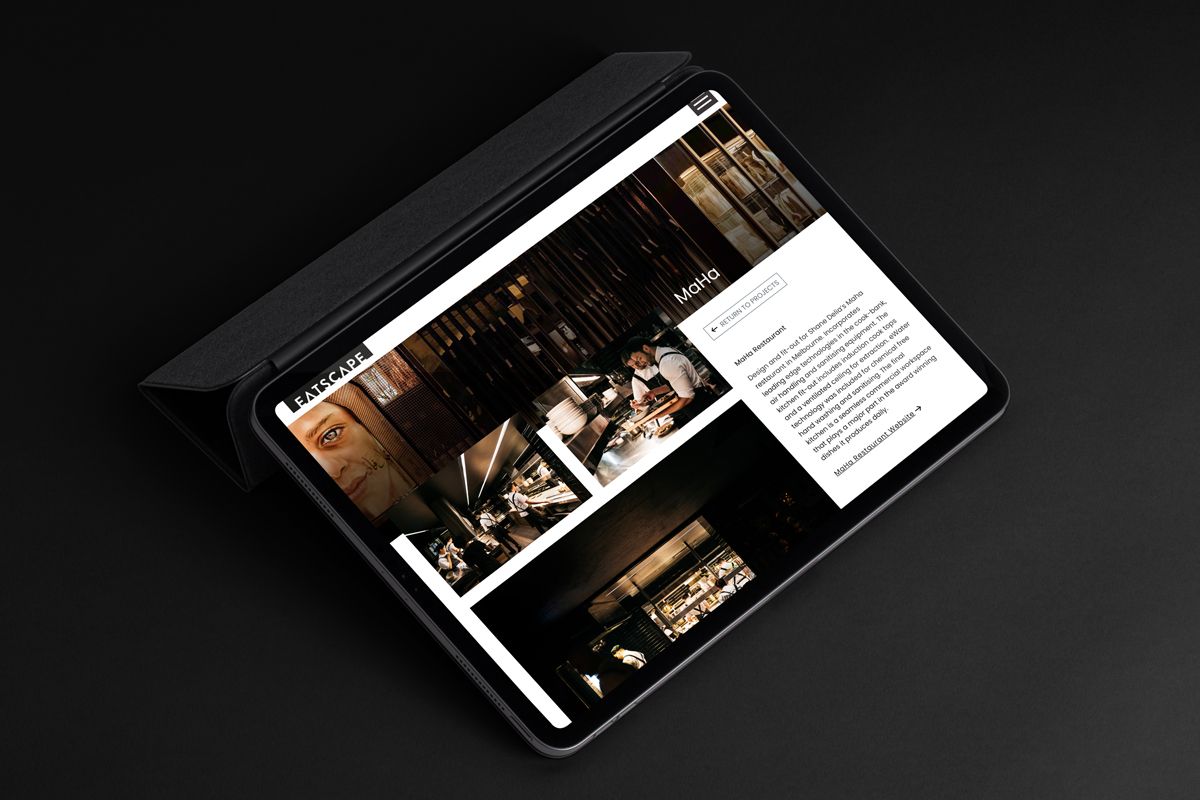 EATSCAPE
MaHa
← RETURN TO PROJECTS
MaHa Restaurant
Design and fit-out for Shane Delia's Maha
restaurant in Melbourne. Incorporates
leading edge technologies in the cook-bank,
air handling and sanitising equipment. The
kitchen fit-out includes induction cook tops
and a ventilated ceiling for extraction. eWater
technology was included for chemical free
hand washing and sanitising. The final
kitchen is a seamless commercial workspace
that plays a major part in the award winning
dishes it produces daily.
MaHa Restaurant Website →